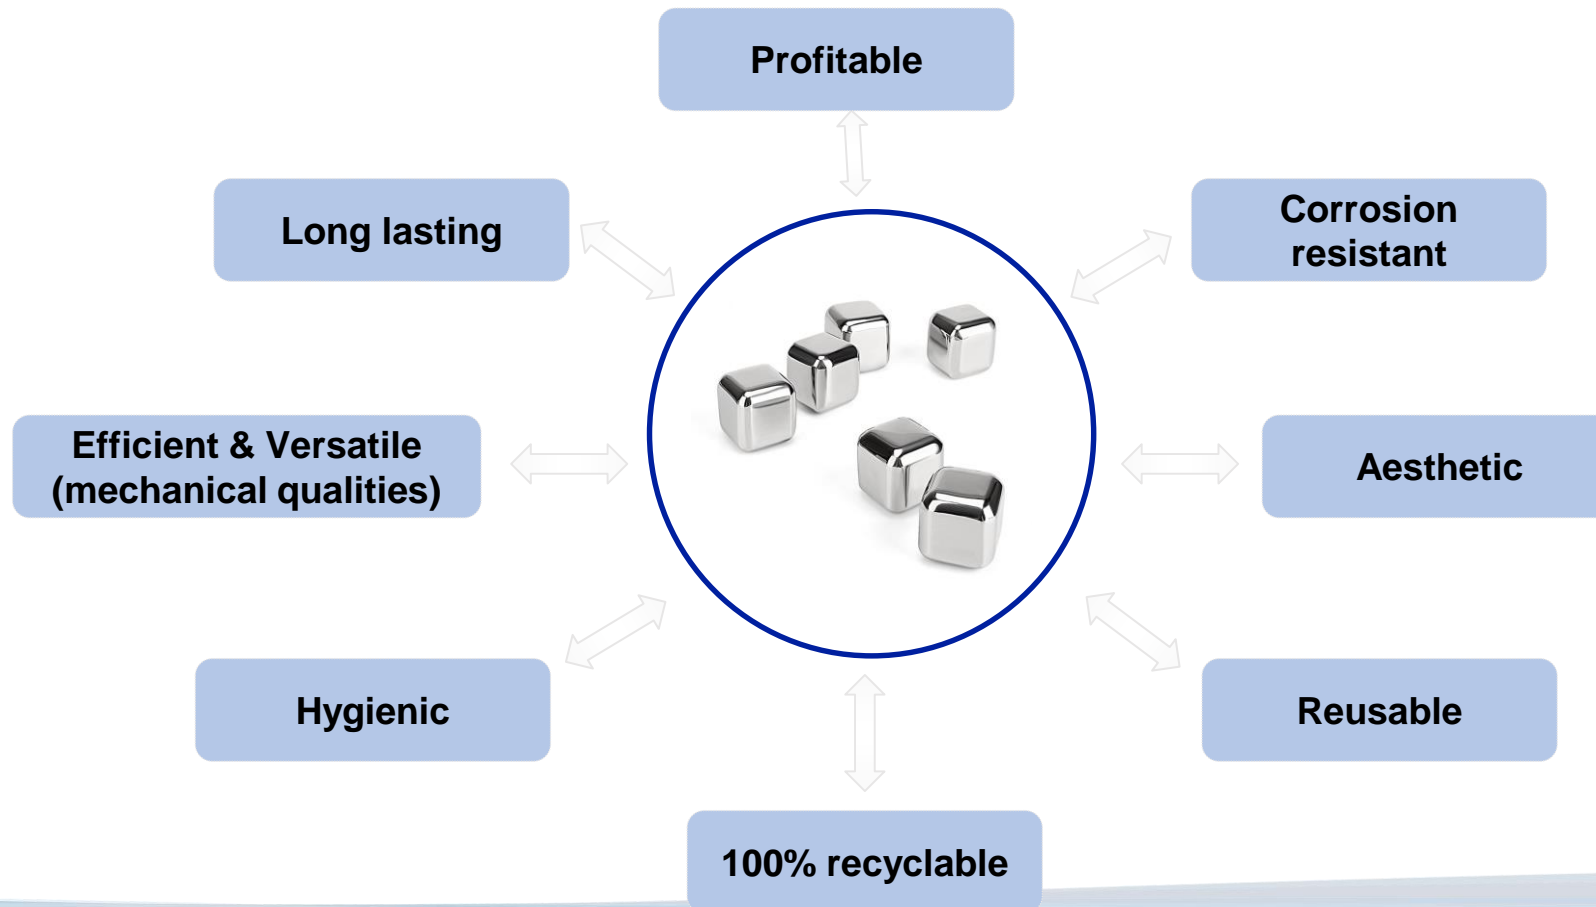 Profitable
Long lasting
Corrosion
resistant
Efficient & Versatile
(mechanical qualities)
Aesthetic
Hygienic
Reusable
100% recyclable